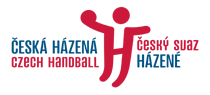 ČESKÁ HÁZENÁ
CZECH HANDBALL
ČESKÝ SVAZ
HÁZENÉ